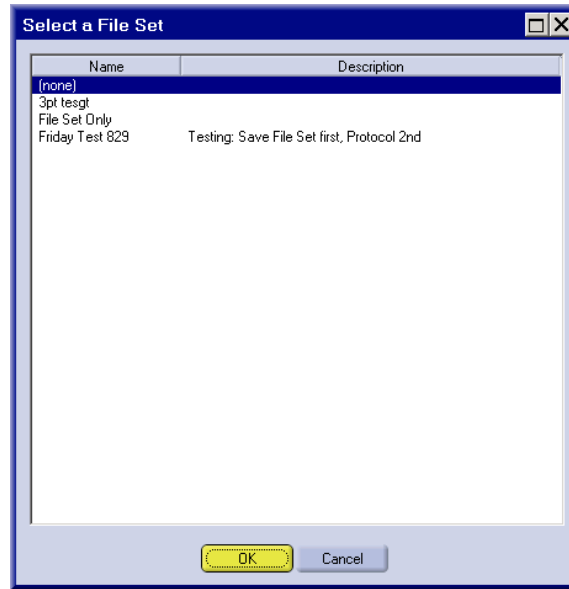 Select a File Set
Name Description
(none)
3pt tesgt
File Set Only
Friday Test 829 Testing: Save File Set first, Protocol 2nd
OK Cancel